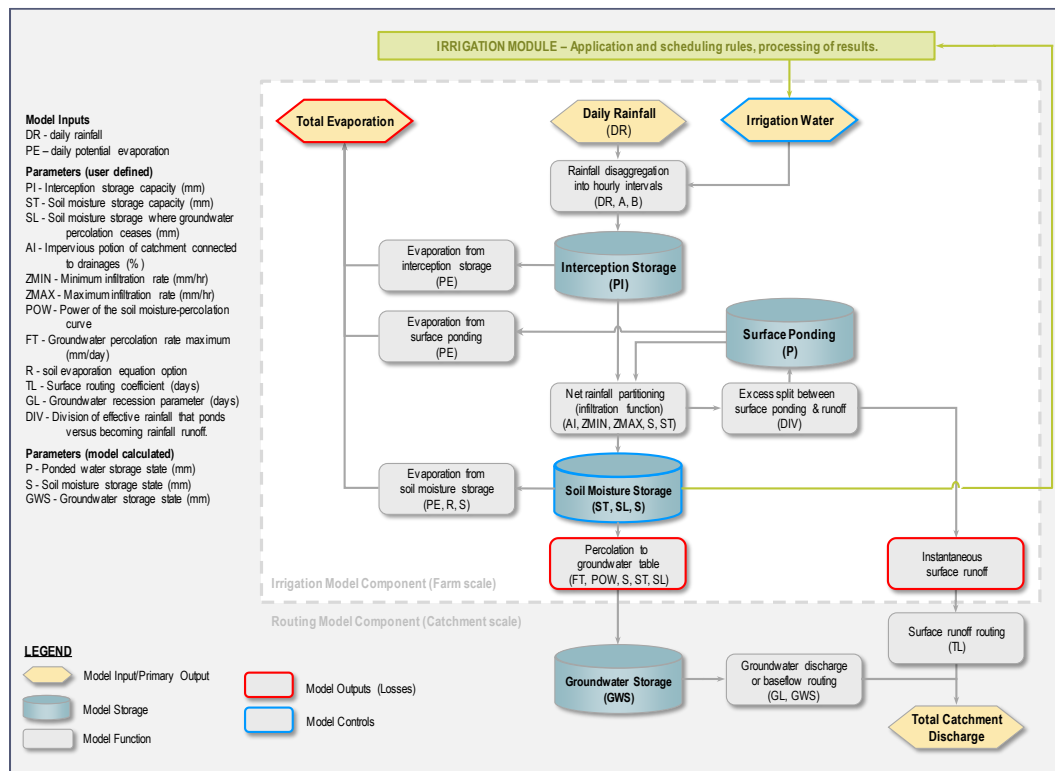 IRRIGATION MODULE – Application and scheduling rules, processing of results.
Model Inputs
DR - daily rainfall
PE – daily potential evaporation
Parameters (user defined)
PI - Interception storage capacity (mm)
ST - Soil moisture storage capacity (mm)
SL - Soil moisture storage where groundwater
percolation ceases (mm)
AI - Impervious potion of catchment connected
to drainages (%)
ZMIN - Minimum infiltration rate (mm/hr)
ZMAX - Maximum infiltration rate (mm/hr)
POW - Power of the soil moisture-percolation
curve
FT - Groundwater percolation rate maximum
(mm/day)
R - soil evaporation equation option
TL – Surface routing coefficient (days)
GL - Groundwater recession parameter (days)
DIV - Division of effective rainfall that ponds
versus becoming rainfall runoff.
Parameters (model calculated)
P - Ponded water storage state (mm)
S - Soil moisture storage state (mm)
GWS - Groundwater storage state (mm)
Total Evaporation
Daily Rainfall
(DR)
Irrigation Water
Rainfall disaggregation
into hourly intervals
(DR, A, B)
Evaporation from
interception storage
(PE)
Interception Storage
(PI)
Evaporation from
surface ponding
(PE)
Surface Ponding
(P)
Net rainfall partitioning
(infiltration function)
(AI, ZMIN, ZMAX, S, ST)
Excess split between
surface ponding & runoff
(DIV)
Evaporation from
soil moisture storage
(PE, R, S)
Soil Moisture Storage
(ST, SL, S)
Percolation to
groundwater table
(FT, POW, S, ST, SL)
Instantaneous
surface runoff
Irrigation Model Component (Farm scale)
Routing Model Component (Catchment scale)
Surface runoff routing
(TL)
Groundwater Storage
(GWS)
Groundwater discharge
or baseflow routing
(GL, GWS)
Total Catchment
Discharge
LEGEND
Model Input/Primary Output
Model Storage
Model Function
Model Outputs (Losses)
Model Controls